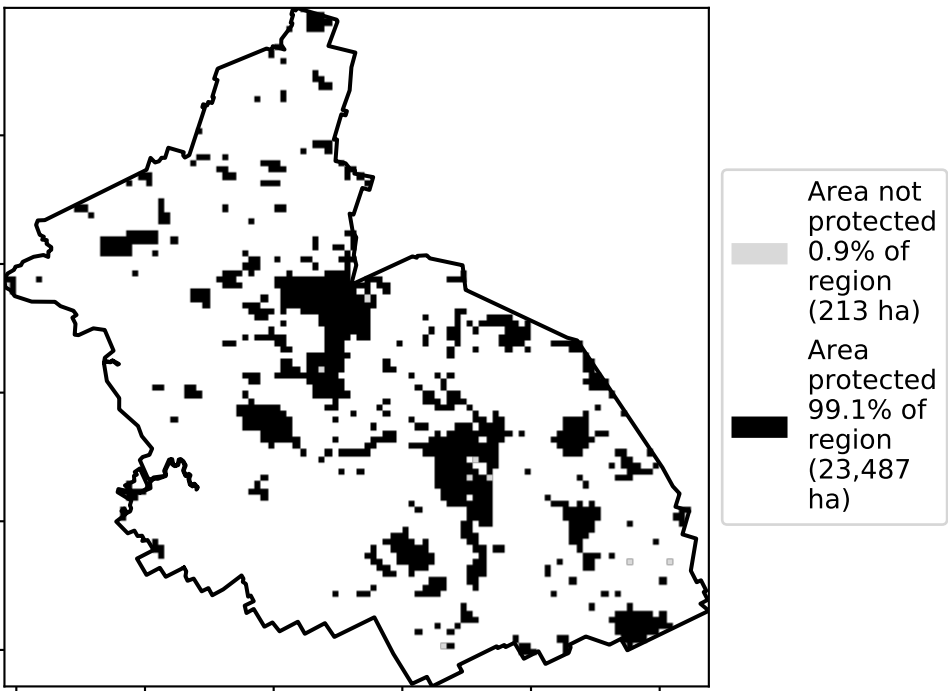 Area not
protected
0.9% of
region
(213 ha)
Area
protected
99.1% of
region
(23,487
ha)